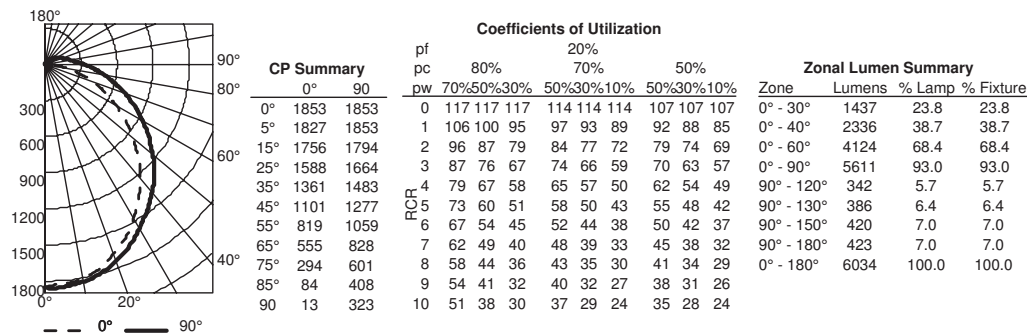 180°
90°
80°
60°
40°
300
600
900
1200
1500
1800
0° 20°
0° 90°
CP Summary
0° 90
0° 1853 1853
5° 1827 1853
15° 1756 1794
25° 1588 1664
35° 1361 1483
45° 1101 1277
55° 819 1059
65° 555 828
75° 294 601
85° 84 408
90 13 323
Coefficients of Utilization
pf 20%
pc 80% 70% 50%
pw 70%50%30% 50%30%10% 50%30%10%
RCR
0 117 117 117 114 114 114 107 107 107
1 106 100 95 97 93 89 92 88 85
2 96 87 79 84 77 72 79 74 69
3 87 76 67 74 66 59 70 63 57
4 79 67 58 65 57 50 62 54 49
5 73 60 51 58 50 43 55 48 42
6 67 54 45 52 44 38 50 42 37
7 62 49 40 48 39 33 45 38 32
8 58 44 36 43 35 30 41 34 29
9 54 41 32 40 32 27 38 31 26
10 51 38 30 37 29 24 35 28 24
Zonal Lumen Summary
Zone Lumens % Lamp % Fixture
0° - 30° 1437 23.8 23.8
0° - 40° 2336 38.7 38.7
0° - 60° 4124 68.4 68.4
0° - 90° 5611 93.0 93.0
90° - 120° 342 5.7 5.7
90° - 130° 386 6.4 6.4
90° - 150° 420 7.0 7.0
90° - 180° 423 7.0 7.0
0° - 180° 6034 100.0 100.0